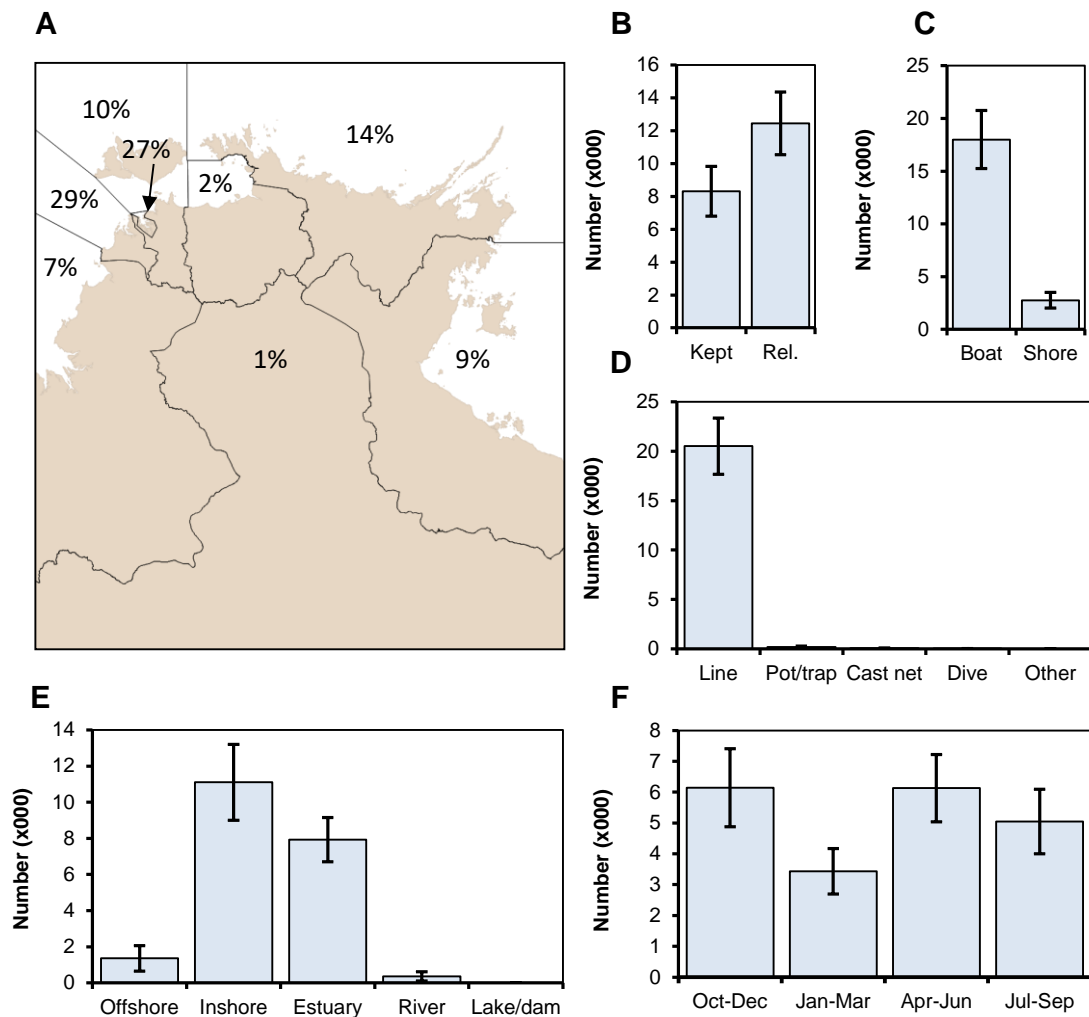 A
10%
27%
14%
2%
29%
7%
1%
9%
B
Number (x000)
16
14
12
10
8
6
4
2
0
Kept Rel.
C
Number (x000)
25
20
15
10
5
0
Boat Shore
D
Number (x000)
25
20
15
10
5
0
Line Pot/trap Cast net Dive Other
E
Number (x000)
14
12
10
8
6
4
2
0
Offshore Inshore Estuary River Lake/dam
F
Number (x000)
8
7
6
5
4
3
2
1
0
Oct-Dec Jan-Mar Apr-Jun Jul-Sep